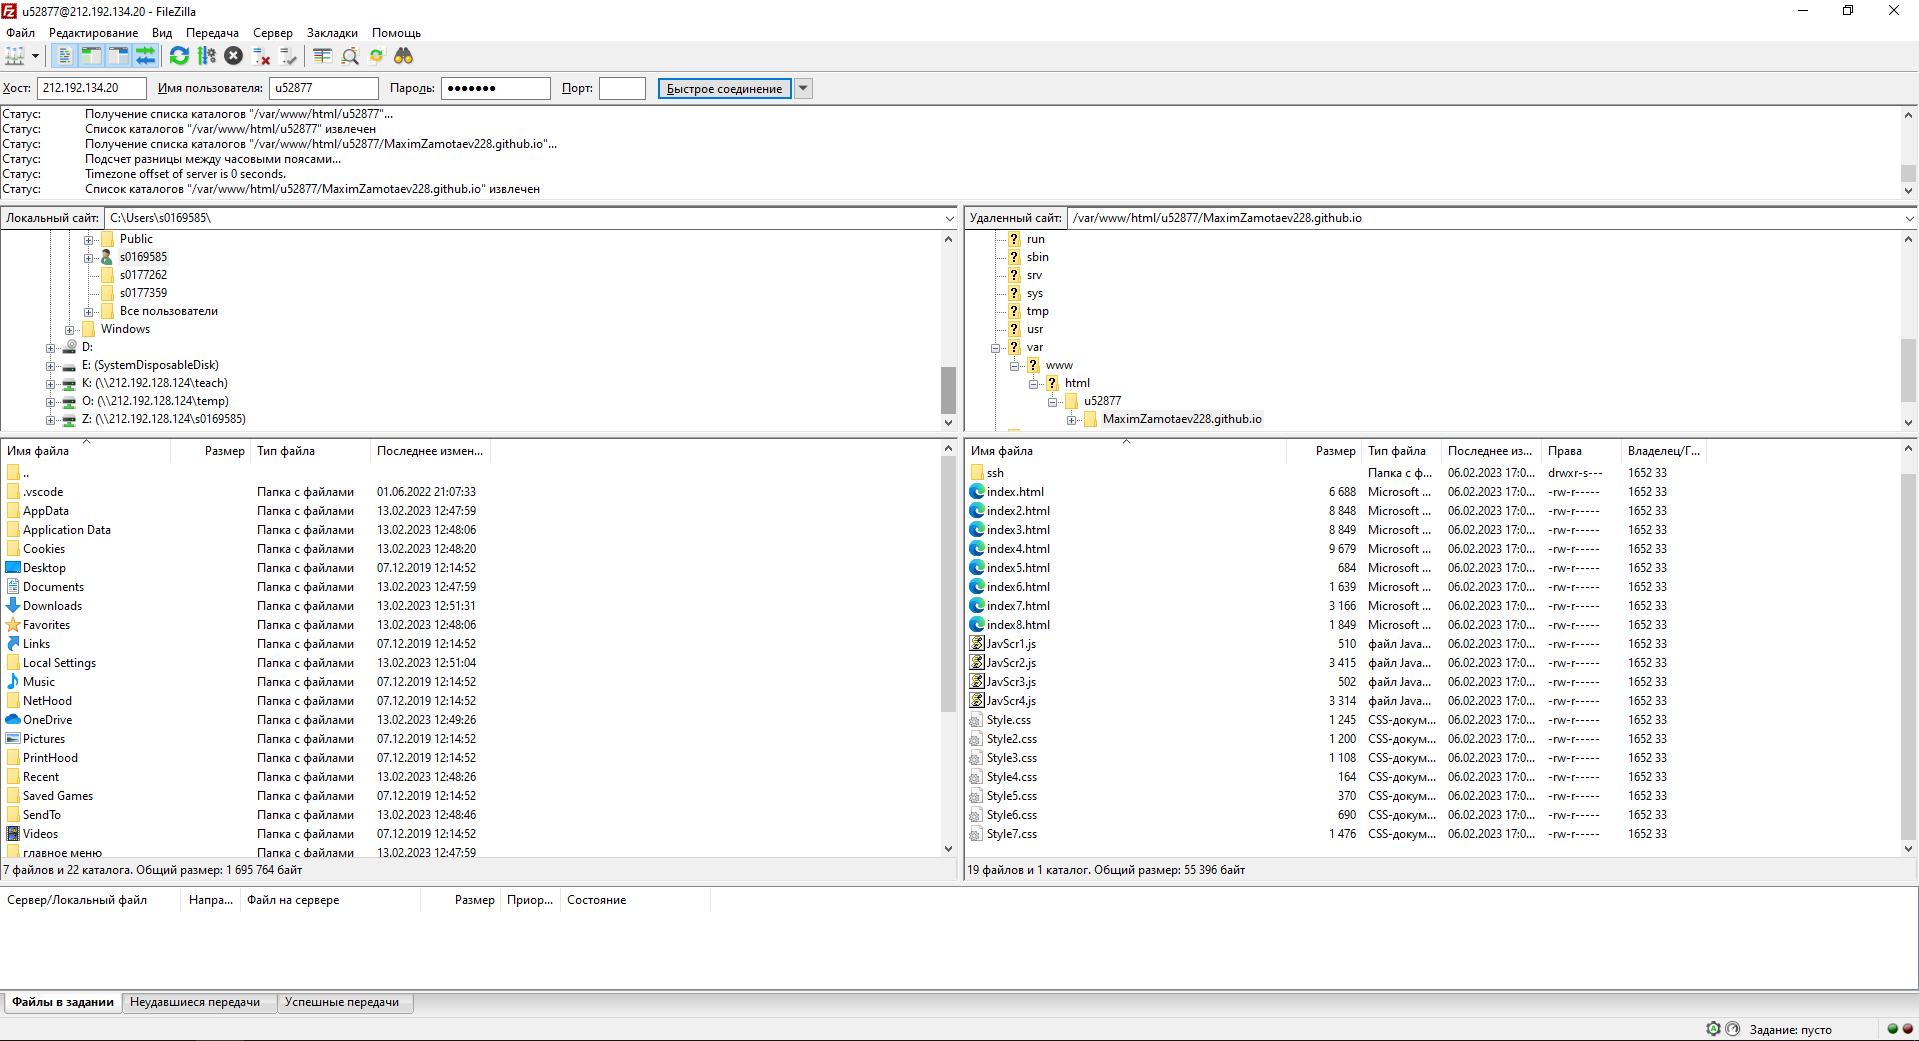 u52877@212.192.134.20 - FileZilla
Файл Редактирование Вид Передача Сервер Закладки Помощь
Хост: 212.192.134.20 Имя пользователя: u52877 Пароль: ●●●●●●● Порт: Быстрое соединение
Статус: Получение списка каталогов "/var/www/html/u52877"...
Статус: Список каталогов "/var/www/html/u52877" извлечен
Статус: Получение списка каталогов "/var/www/html/u52877/MaximZamotaev228.github.io"...
Статус: Подсчет разницы между часовыми поясами...
Статус: Timezone offset of server is 0 seconds.
Статус: Список каталогов "/var/www/html/u52877/MaximZamotaev228.github.io" извлечен
Локальный сайт: C:\Users\s0169585\
Public
s0169585
s0177262
s0177359
Все пользователи
Windows
D:
E: (SystemDisposableDisk)
K: (\\212.192.128.124\teach)
O: (\\212.192.128.124\temp)
Z: (\\212.192.128.124\s0169585)
Имя файла Размер Тип файла Последнее измен...
..
.vscode Папка с файлами 01.06.2022 21:07:33
AppData Папка с файлами 13.02.2023 12:47:59
Application Data Папка с файлами 13.02.2023 12:48:06
Cookies Папка с файлами 13.02.2023 12:48:20
Desktop Папка с файлами 07.12.2019 12:14:52
Documents Папка с файлами 13.02.2023 12:47:59
Downloads Папка с файлами 13.02.2023 12:51:31
Favorites Папка с файлами 13.02.2023 12:48:06
Links Папка с файлами 07.12.2019 12:14:52
Local Settings Папка с файлами 13.02.2023 12:51:04
Music Папка с файлами 07.12.2019 12:14:52
NetHood Папка с файлами 07.12.2019 12:14:52
OneDrive Папка с файлами 13.02.2023 12:49:26
Pictures Папка с файлами 07.12.2019 12:14:52
PrintHood Папка с файлами 07.12.2019 12:14:52
Recent Папка с файлами 13.02.2023 12:48:26
Saved Games Папка с файлами 07.12.2019 12:14:52
SendTo Папка с файлами 13.02.2023 12:48:46
Videos Папка с файлами 07.12.2019 12:14:52
главное меню Папка с файлами 13.02.2023 12:47:59
7 файлов и 22 каталога. Общий размер: 1 695 764 байт
Удаленный сайт: /var/www/html/u52877/MaximZamotaev228.github.io
run
sbin
srv
sys
tmp
usr
var
www
html
u52877
MaximZamotaev228.github.io
Имя файла Размер Тип файла Последнее из... Права Владелец/Г...
ssh Папка с ф... 06.02.2023 17:0... drwxr-s--- 1652 33
index.html 6 688 Microsoft ... 06.02.2023 17:0... -rw-r----- 1652 33
index2.html 8 848 Microsoft ... 06.02.2023 17:0... -rw-r----- 1652 33
index3.html 8 849 Microsoft ... 06.02.2023 17:0... -rw-r----- 1652 33
index4.html 9 679 Microsoft ... 06.02.2023 17:0... -rw-r----- 1652 33
index5.html 684 Microsoft ... 06.02.2023 17:0... -rw-r----- 1652 33
index6.html 1 639 Microsoft ... 06.02.2023 17:0... -rw-r----- 1652 33
index7.html 3 166 Microsoft ... 06.02.2023 17:0... -rw-r----- 1652 33
index8.html 1 849 Microsoft ... 06.02.2023 17:0... -rw-r----- 1652 33
JavScr1.js 510 файл Java... 06.02.2023 17:0... -rw-r----- 1652 33
JavScr2.js 3 415 файл Java... 06.02.2023 17:0... -rw-r----- 1652 33
JavScr3.js 502 файл Java... 06.02.2023 17:0... -rw-r----- 1652 33
JavScr4.js 3 314 файл Java... 06.02.2023 17:0... -rw-r----- 1652 33
Style.css 1 245 CSS-докум... 06.02.2023 17:0... -rw-r----- 1652 33
Style2.css 1 200 CSS-докум... 06.02.2023 17:0... -rw-r----- 1652 33
Style3.css 1 108 CSS-докум... 06.02.2023 17:0... -rw-r----- 1652 33
Style4.css 164 CSS-докум... 06.02.2023 17:0... -rw-r----- 1652 33
Style5.css 370 CSS-докум... 06.02.2023 17:0... -rw-r----- 1652 33
Style6.css 690 CSS-докум... 06.02.2023 17:0... -rw-r----- 1652 33
Style7.css 1 476 CSS-докум... 06.02.2023 17:0... -rw-r----- 1652 33
19 файлов и 1 каталог. Общий размер: 55 396 байт
Сервер/Локальный файл Напра... Файл на сервере Размер Приор... Состояние
Файлы в задании Неудавшиеся передачи Успешные передачи
Задание: пусто